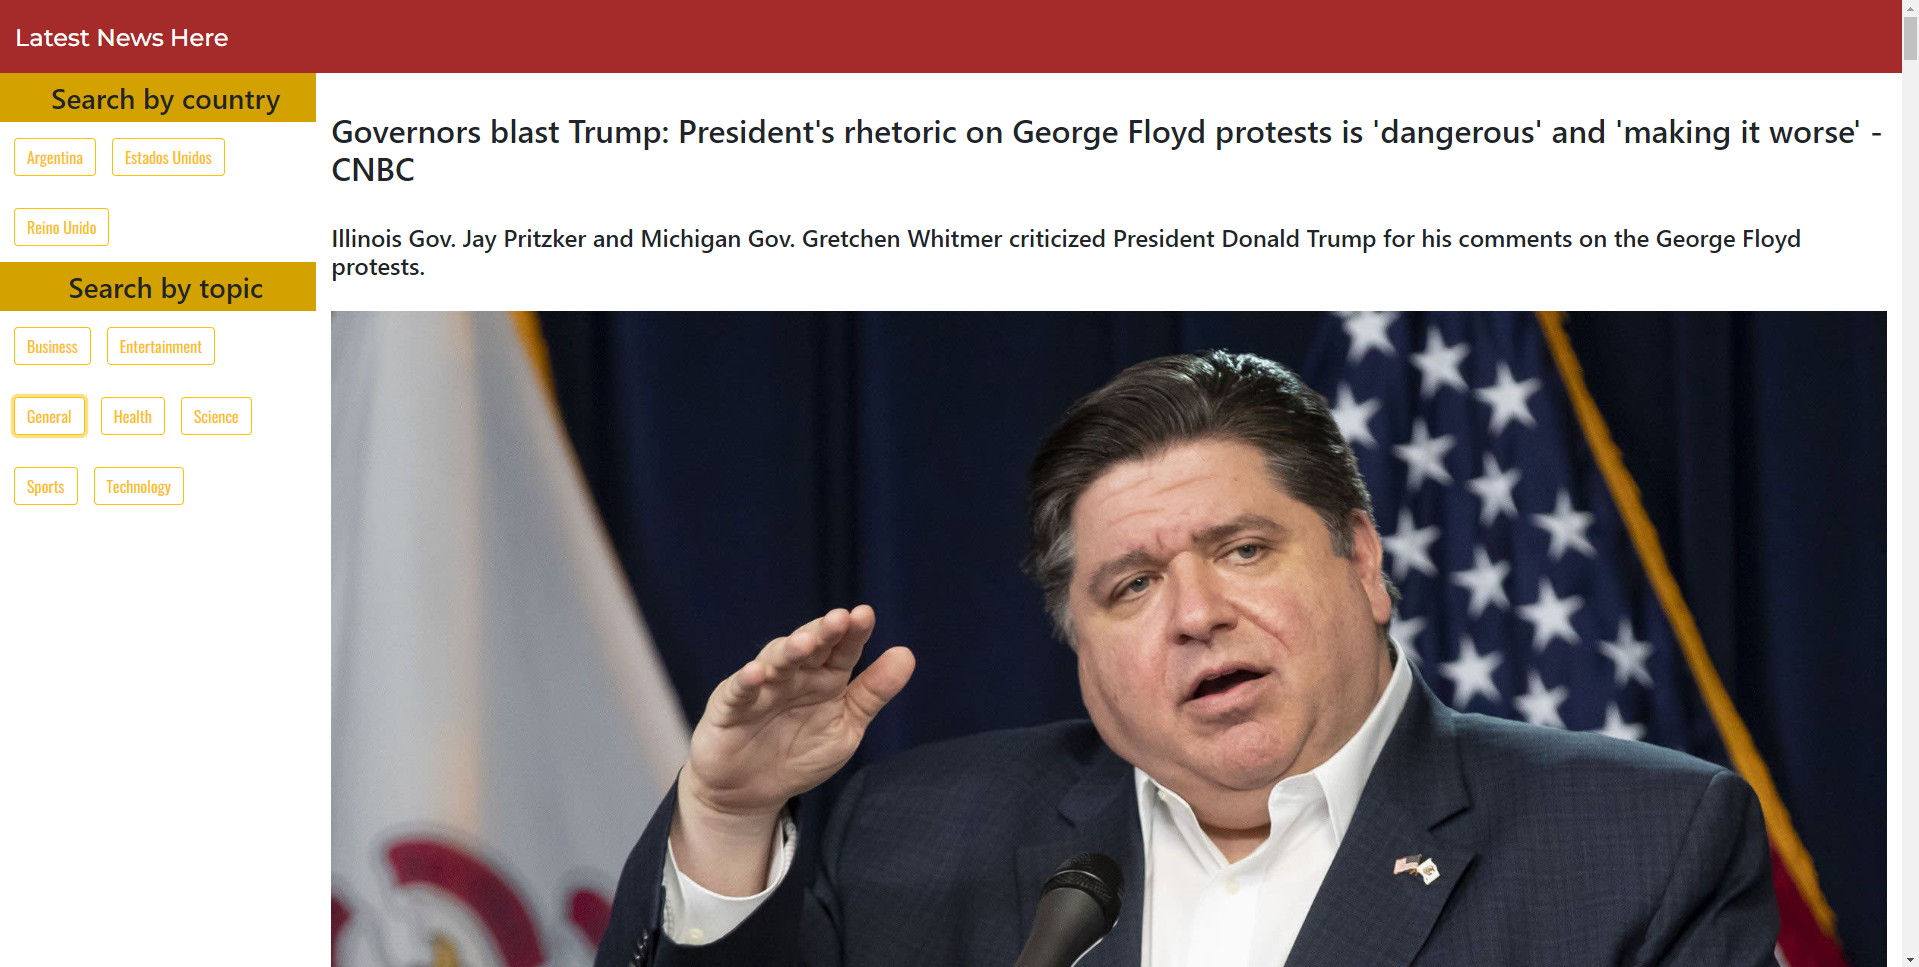 Latest News Here
Search by country
Argentina
Estados Unidos
Reino Unido
Search by topic
Business
Entertainment
General
Health
Science
Sports
Technology
Governors blast Trump: President's rhetoric on George Floyd protests is 'dangerous' and 'making it worse' -
CNBC
Illinois Gov. Jay Pritzker and Michigan Gov. Gretchen Whitmer criticized President Donald Trump for his comments on the George Floyd
protests.